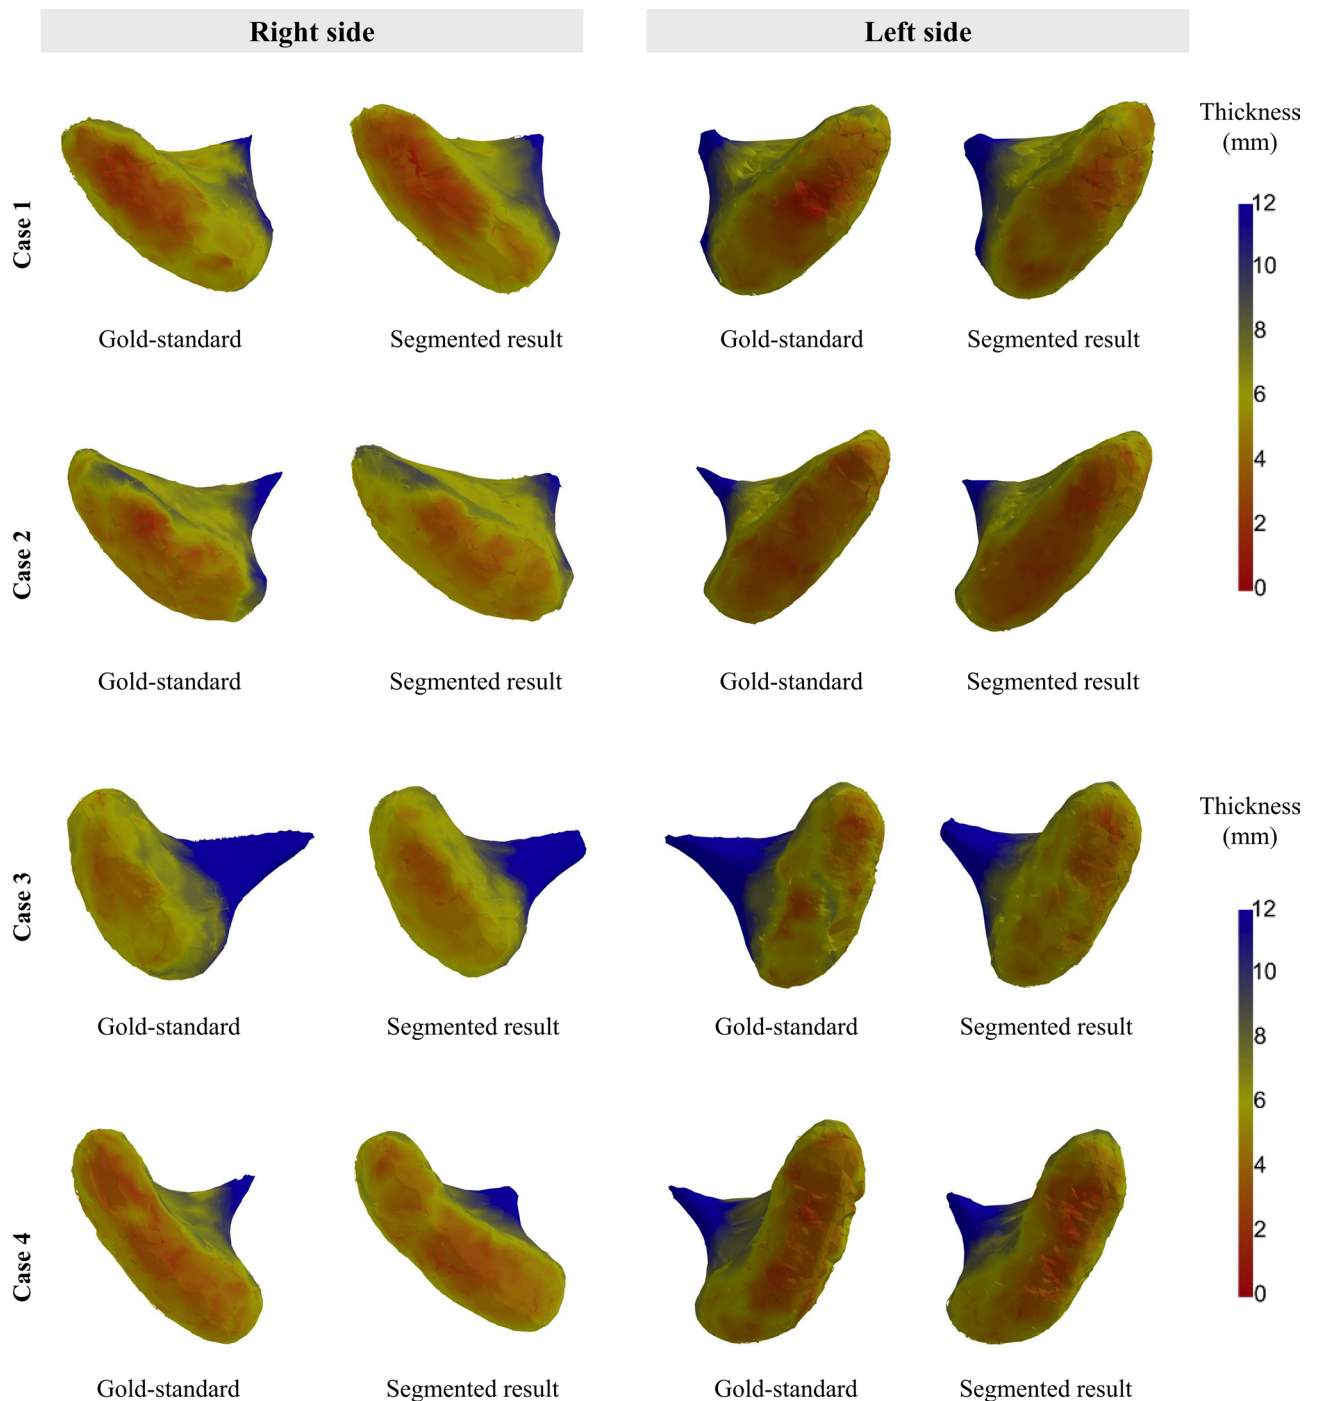 Right side
Left side
Thickness
(mm)
Case 1
12
10
8
6
4
2
0
Gold-standard
Segmented result
Gold-standard
Segmented result
Case 2
Gold-standard
Segmented result
Gold-standard
Segmented result
Thickness
(mm)
Case 3
12
10
8
6
4
2
0
Gold-standard
Segmented result
Gold-standard
Segmented result
Case 4
Gold-standard
Segmented result
Gold-standard
Segmented result